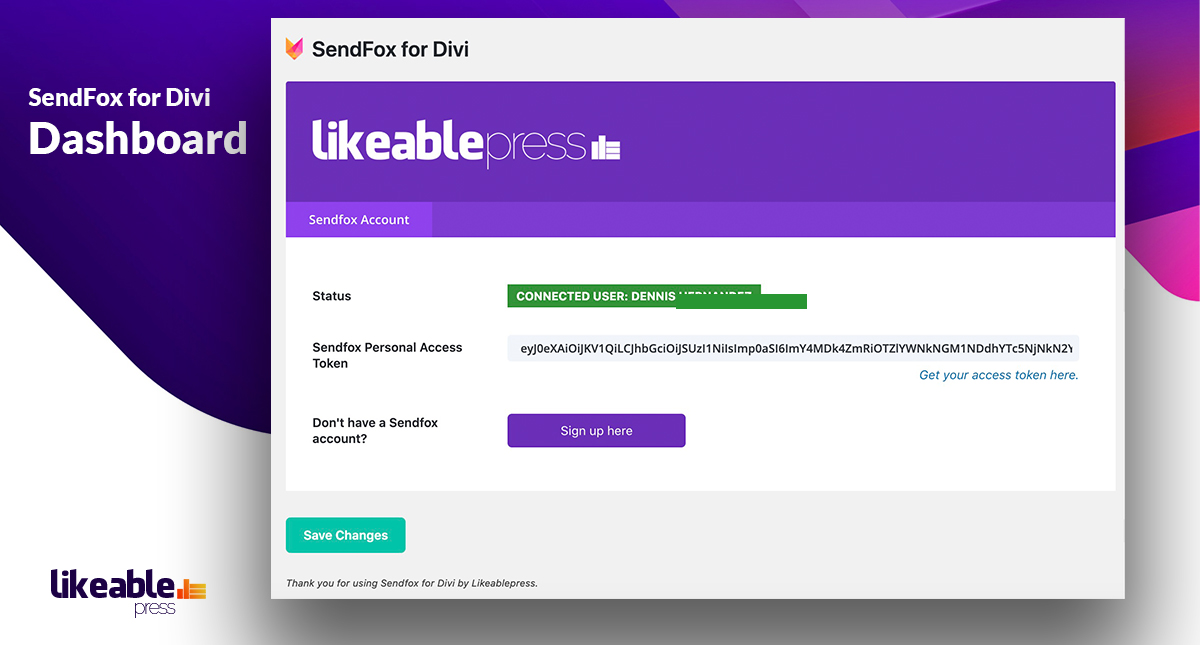 SendFox for Divi
Dashboard
SendFox for Divi
likeablepress
Sendfox Account
Status
CONNECTED USER: DENNIS
Sendfox Personal Access
Token
Get your access token here.
Don't have a Sendfox
account?
Sign up here
Save Changes
Thank you for using Sendfox for Divi by Likeablepress.
likeable
press